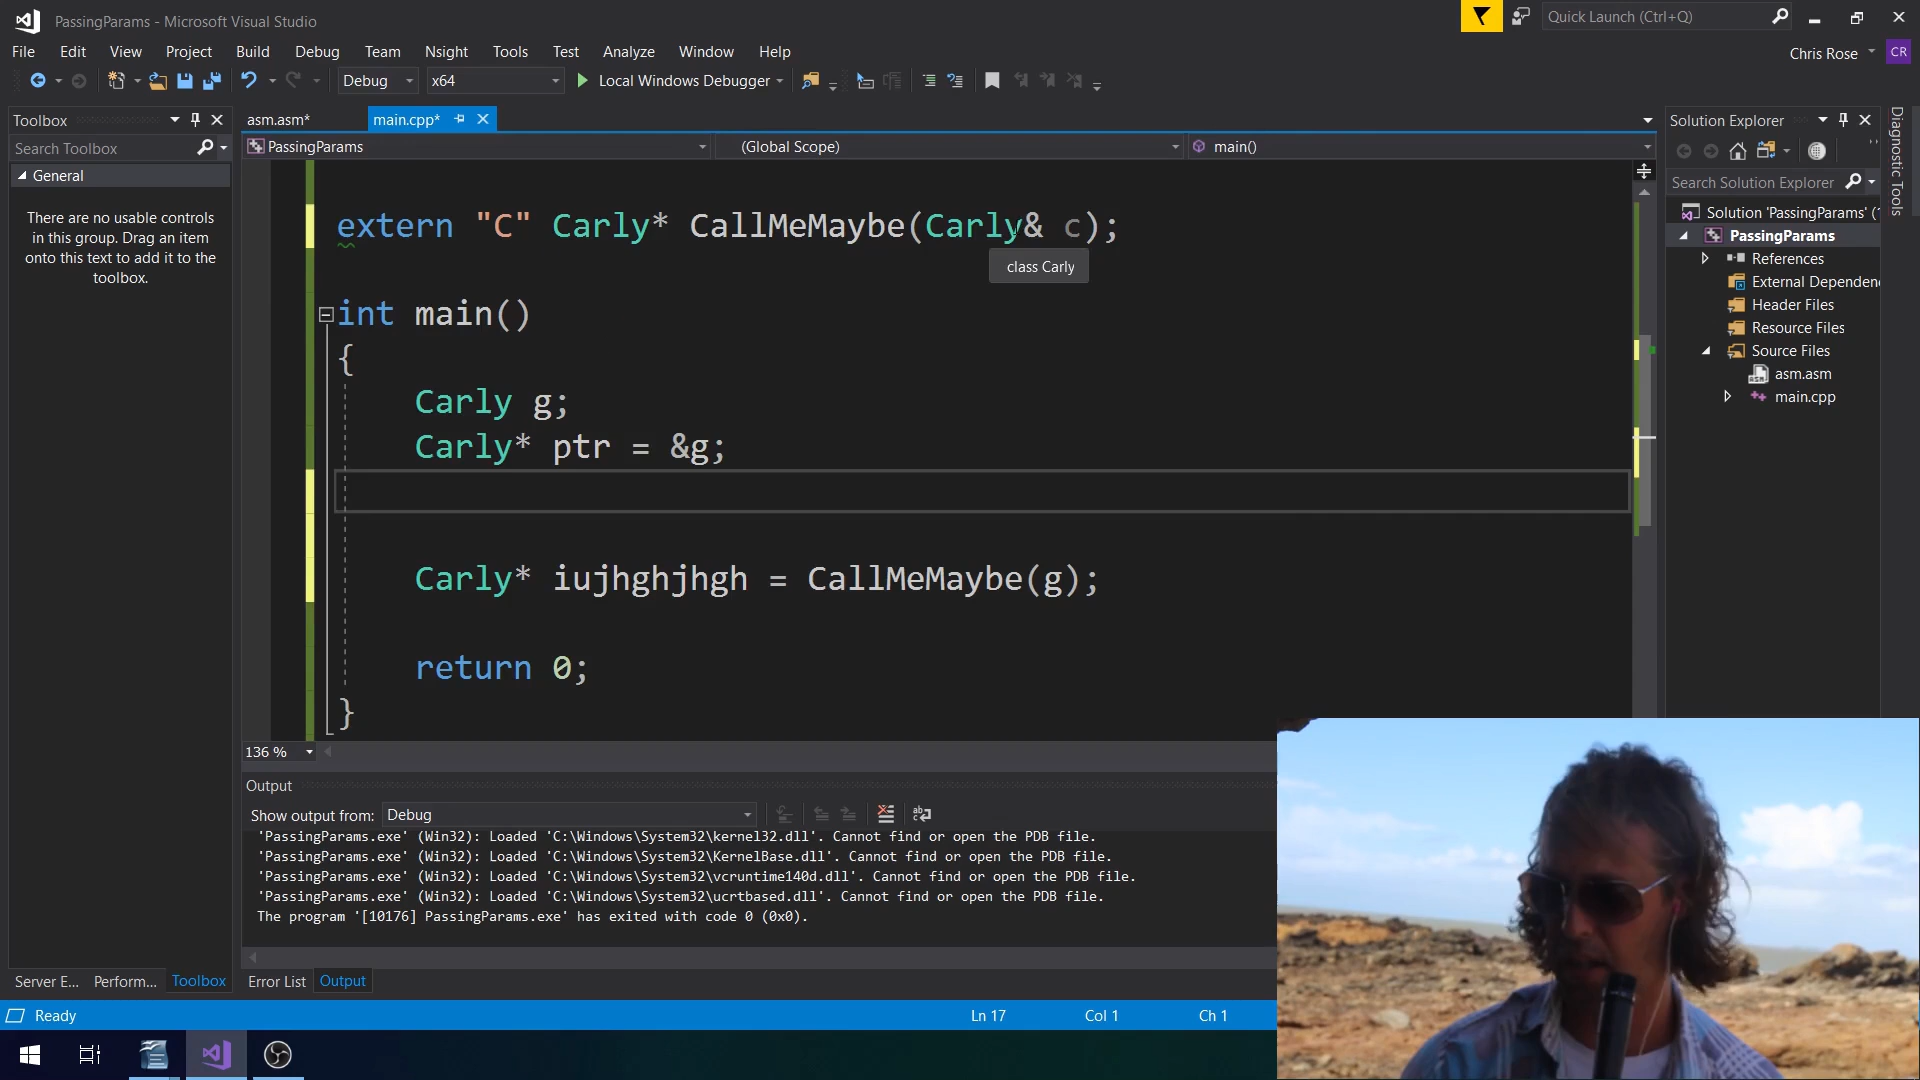 PassingParams - Microsoft Visual Studio
Quick Launch (Ctrl+Q)
File Edit View Project Build Debug Team Nsight Tools Test Analyze Window Help
Chris Rose CR
Debug x64 Local Windows Debugger
Toolbox
asm.asm* main.cpp*
Solution Explorer
Search Toolbox
PassingParams (Global Scope) main()
General
There are no usable controls
in this group. Drag an item
onto this text to add it to the
toolbox.
extern "C" Carly* CallMeMaybe(Carly& c);
class Carly
int main()
{
Carly g;
Carly* ptr = &g;
Carly* iujhghjhgh = CallMeMaybe(g);
return 0;
}
Search Solution Explorer
Solution 'PassingParams' (1
PassingParams
References
External Dependen
Header Files
Resource Files
Source Files
asm.asm
main.cpp
Diagnostic Tools
136 %
Output
Show output from: Debug
'PassingParams.exe' (Win32): Loaded 'C:\Windows\System32\kernel32.dll'. Cannot find or open the PDB file.
'PassingParams.exe' (Win32): Loaded 'C:\Windows\System32\KernelBase.dll'. Cannot find or open the PDB file.
'PassingParams.exe' (Win32): Loaded 'C:\Windows\System32\vcruntime140d.dll'. Cannot find or open the PDB file.
'PassingParams.exe' (Win32): Loaded 'C:\Windows\System32\ucrtbased.dll'. Cannot find or open the PDB file.
The program '[10176] PassingParams.exe' has exited with code 0 (0x0).
Server E... Perform... Toolbox
Error List Output
Ready
Ln 17 Col 1 Ch 1